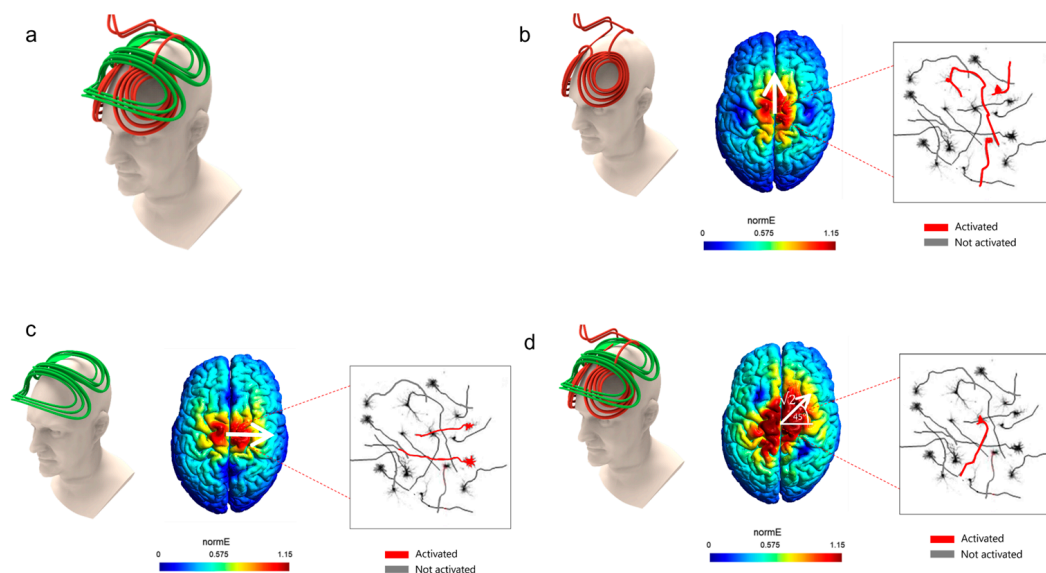 a
b
normE
0 0.575 1.15
Activated
Not activated
c
normE
0 0.575 1.15
Activated
Not activated
d
√2
45°
normE
0 0.575 1.15
Activated
Not activated